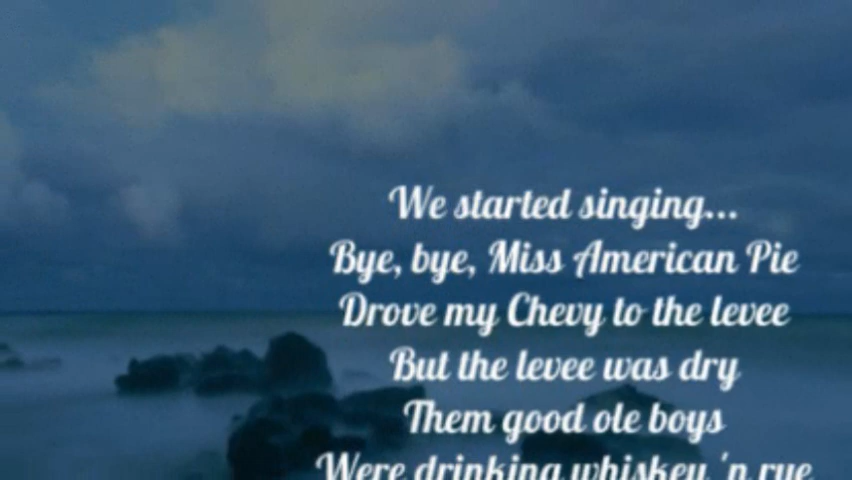 We started singing...
Bye, bye, Miss American Pie
Drove my Chevy to the levee
But the levee was dry
Them good ole boys
Were drinking whiskey 'n rye